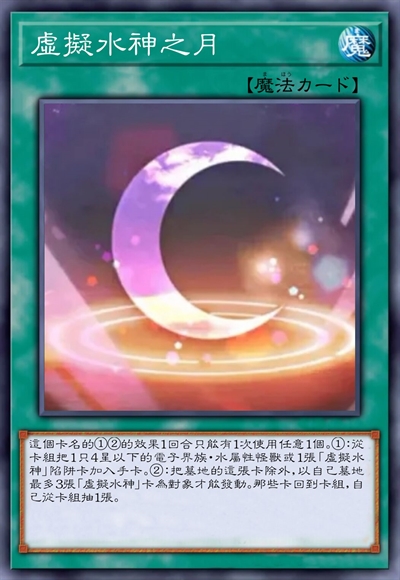 虛擬水神之月
魔
【魔法カード】
這個卡名的①②的效果1回合只能有1次使用任意1個。①:從
卡組把1只4星以下的電子界族·水屬性怪獸或1張「虛擬水
神」陷阱卡加入手卡。②:把墓地的這張卡除外,以自己墓地
最多3張「虛擬水神」卡為對象才能發動。那些卡回到卡組,自
己從卡組抽1張。